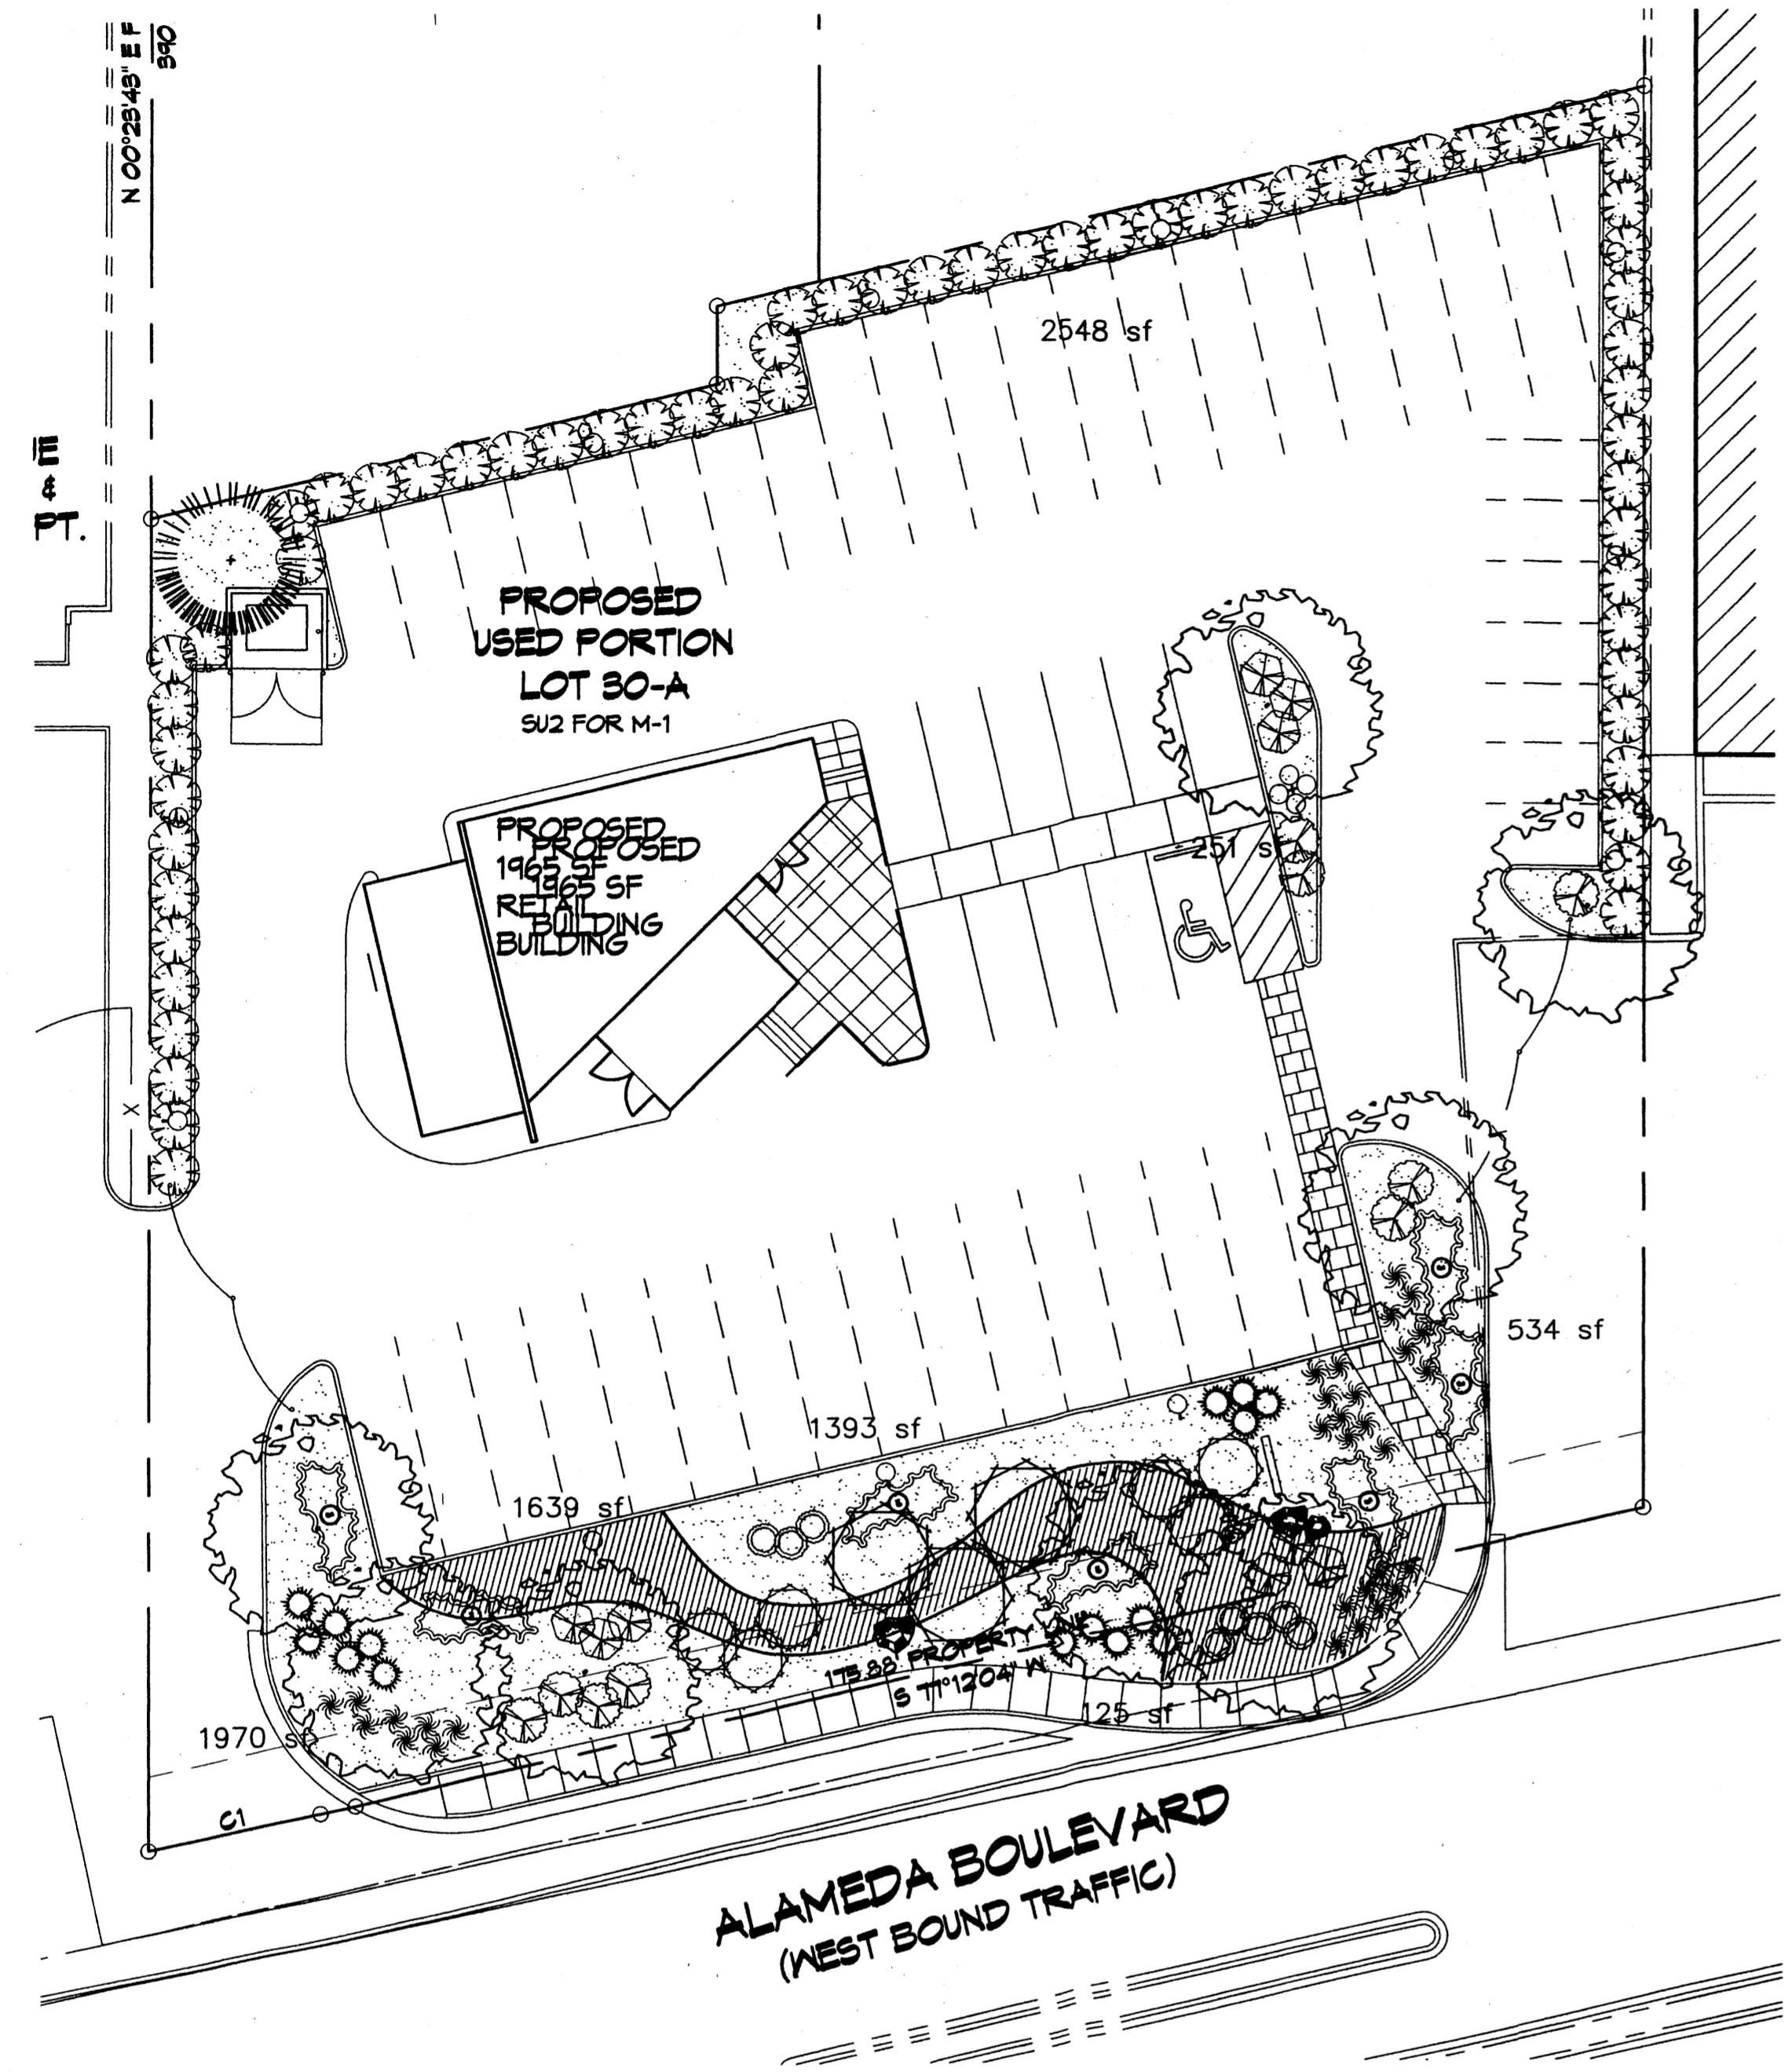 N 00°23'43" E F
390
E
&
PT.
2548 sf
PROPOSED
USED PORTION
LOT 30-A
SU2 FOR M-1
PROPOSED
1965 SF
RETAIL
BUILDING
PROPOSED
1965 SF
BUILDING
251 s
X
534 sf
1393 sf
1639 sf
175.88' PROPERTY LINE
S 77°12'04" W
125 sf
1970 sf
C1
ALAMEDA BOULEVARD
(WEST BOUND TRAFFIC)